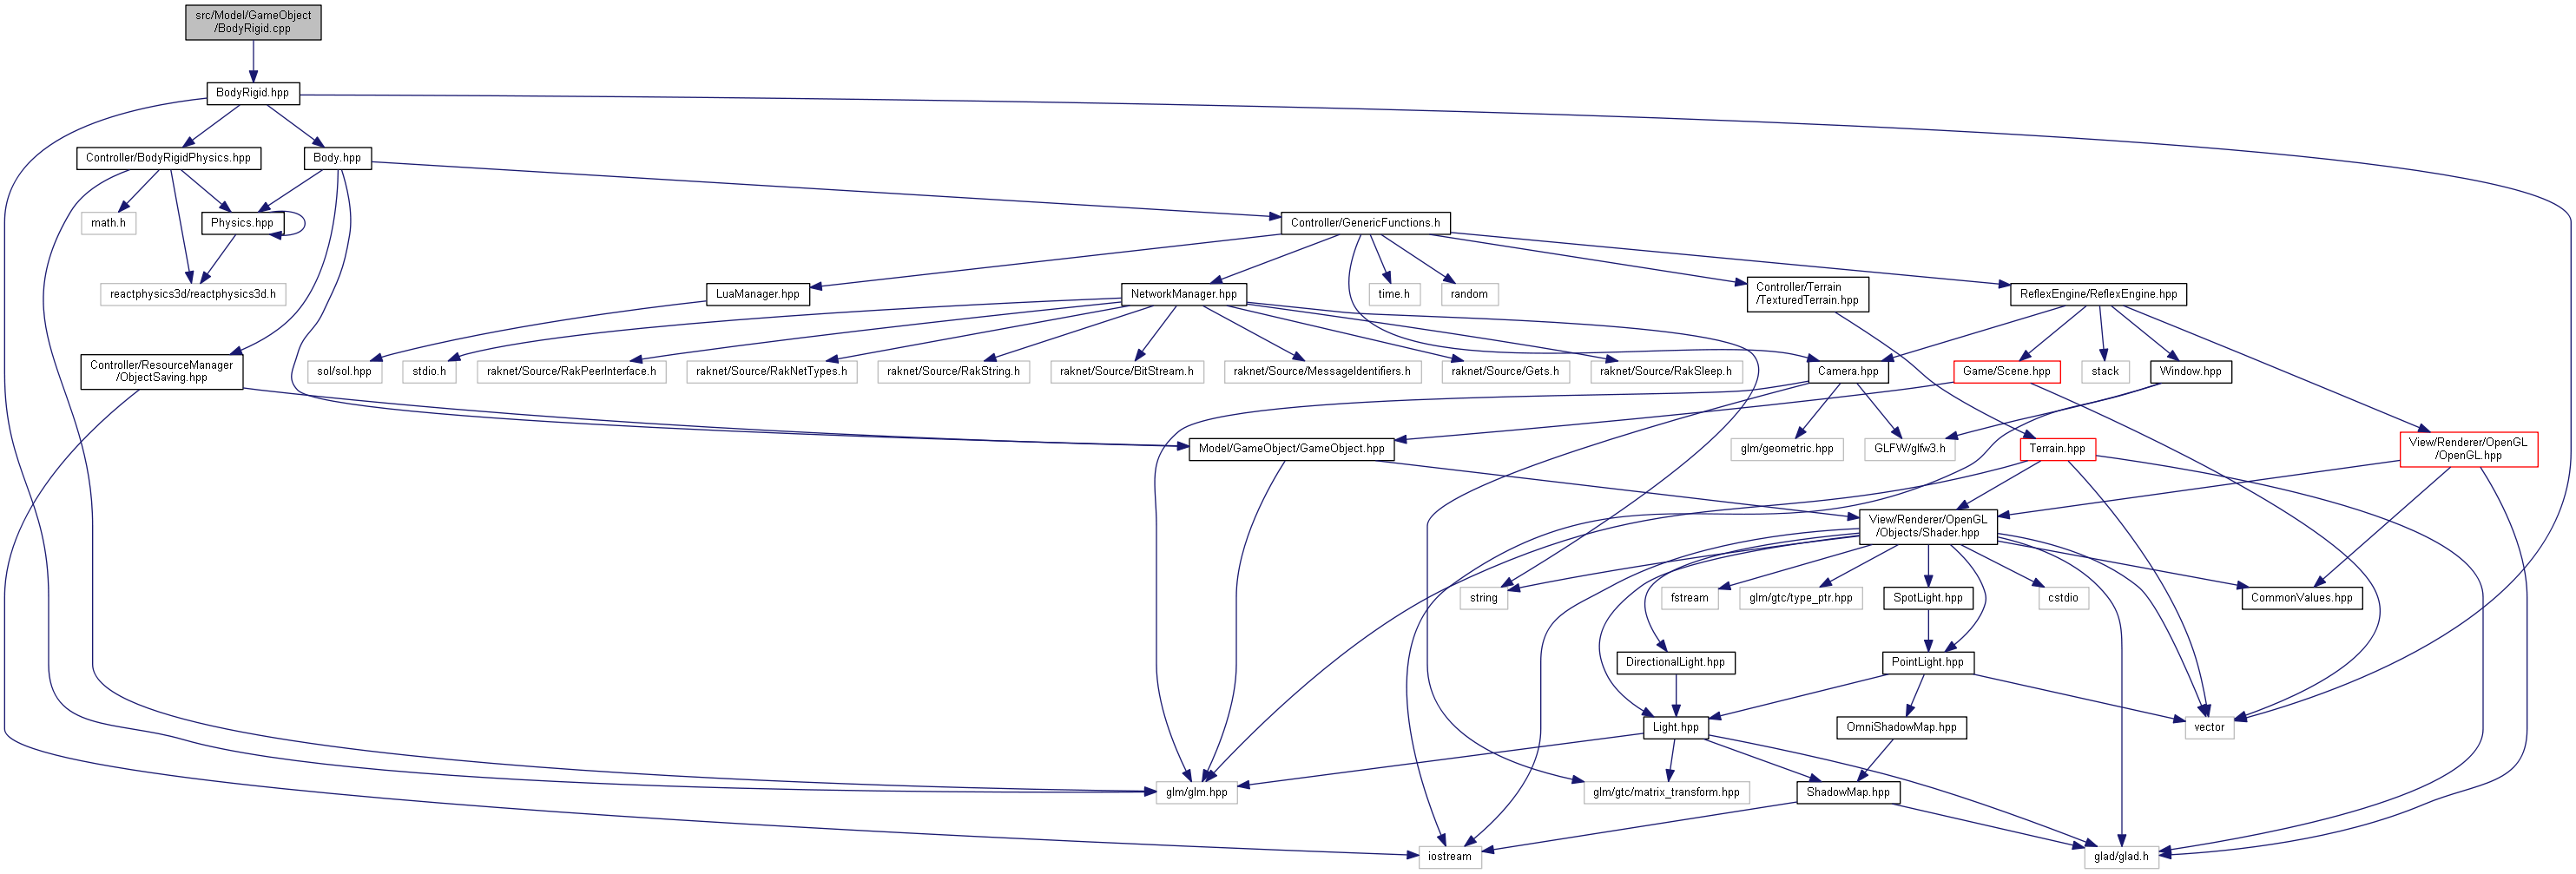 src/Model/GameObject
/BodyRigid.cpp
BodyRigid.hpp
Controller/BodyRigidPhysics.hpp
Body.hpp
math.h
Physics.hpp
Controller/GenericFunctions.h
reactphysics3d/reactphysics3d.h
LuaManager.hpp
NetworkManager.hpp
time.h
random
Controller/Terrain
/TexturedTerrain.hpp
ReflexEngine/ReflexEngine.hpp
Controller/ResourceManager
/ObjectSaving.hpp
sol/sol.hpp
stdio.h
raknet/Source/RakPeerInterface.h
raknet/Source/RakNetTypes.h
raknet/Source/RakString.h
raknet/Source/BitStream.h
raknet/Source/MessageIdentifiers.h
raknet/Source/Gets.h
raknet/Source/RakSleep.h
Camera.hpp
Game/Scene.hpp
stack
Window.hpp
Model/GameObject/GameObject.hpp
glm/geometric.hpp
GLFW/glfw3.h
Terrain.hpp
View/Renderer/OpenGL
/OpenGL.hpp
View/Renderer/OpenGL
/Objects/Shader.hpp
string
fstream
glm/gtc/type_ptr.hpp
SpotLight.hpp
cstdio
CommonValues.hpp
DirectionalLight.hpp
PointLight.hpp
Light.hpp
OmniShadowMap.hpp
vector
glm/glm.hpp
glm/gtc/matrix_transform.hpp
ShadowMap.hpp
iostream
glad/glad.h